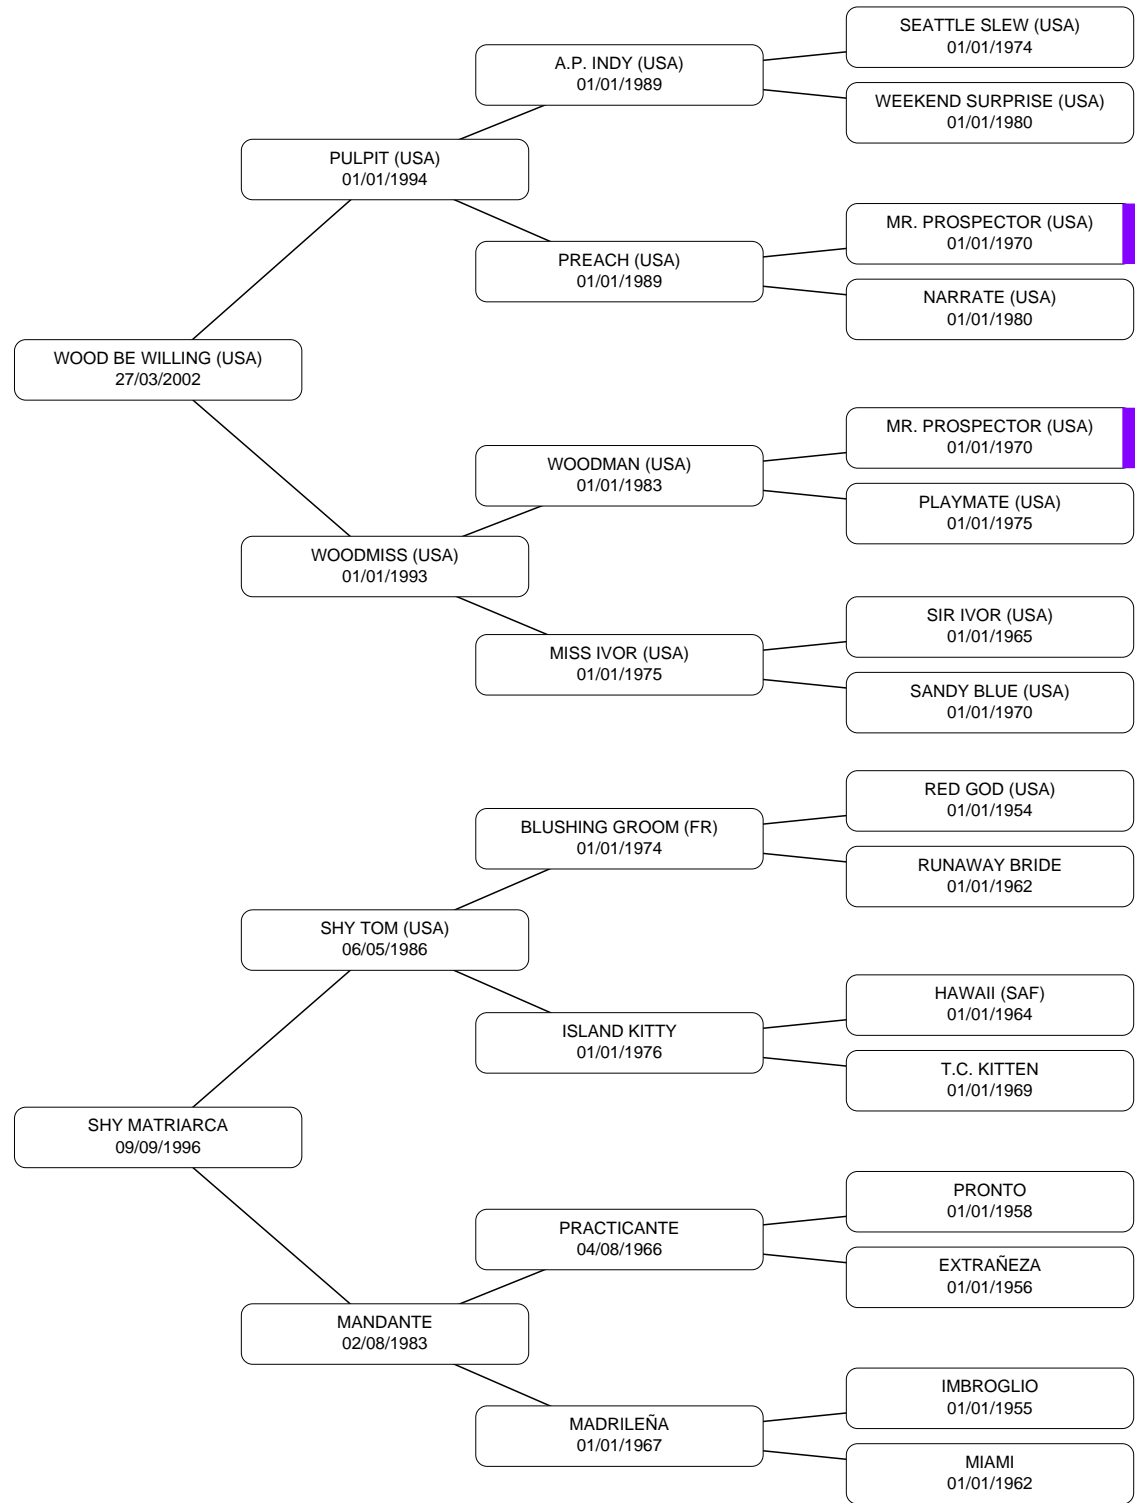 SEATTLE SLEW (USA)
01/01/1974
A.P. INDY (USA)
01/01/1989
WEEKEND SURPRISE (USA)
01/01/1980
PULPIT (USA)
01/01/1994
MR. PROSPECTOR (USA)
01/01/1970
PREACH (USA)
01/01/1989
NARRATE (USA)
01/01/1980
WOOD BE WILLING (USA)
27/03/2002
MR. PROSPECTOR (USA)
01/01/1970
WOODMAN (USA)
01/01/1983
PLAYMATE (USA)
01/01/1975
WOODMISS (USA)
01/01/1993
SIR IVOR (USA)
01/01/1965
MISS IVOR (USA)
01/01/1975
SANDY BLUE (USA)
01/01/1970
RED GOD (USA)
01/01/1954
BLUSHING GROOM (FR)
01/01/1974
RUNAWAY BRIDE
01/01/1962
SHY TOM (USA)
06/05/1986
HAWAII (SAF)
01/01/1964
ISLAND KITTY
01/01/1976
T.C. KITTEN
01/01/1969
SHY MATRIARCA
09/09/1996
PRONTO
01/01/1958
PRACTICANTE
04/08/1966
EXTRAÑEZA
01/01/1956
MANDANTE
02/08/1983
IMBROGLIO
01/01/1955
MADRILEÑA
01/01/1967
MIAMI
01/01/1962